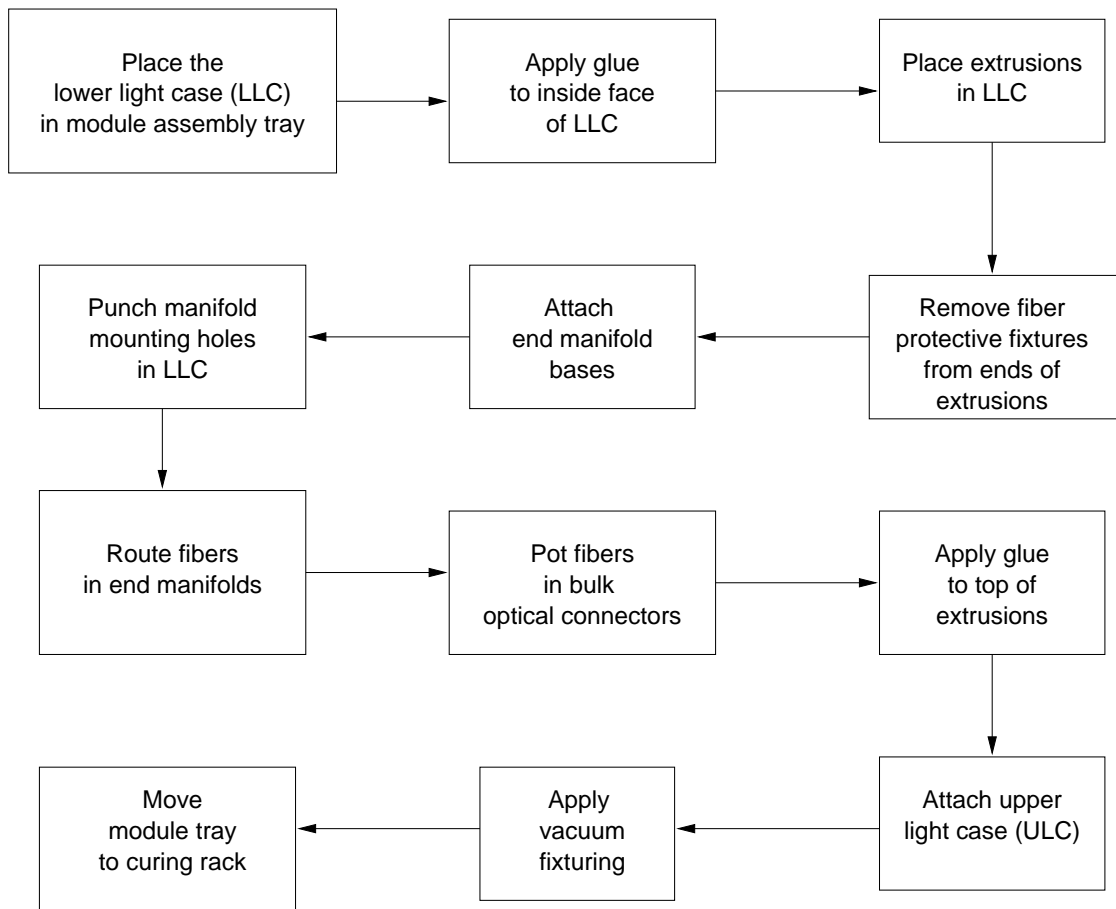 Place the
lower light case (LLC)
in module assembly tray
Apply glue
to inside face
of LLC
Place extrusions
in LLC
Remove fiber
protective fixtures
from ends of
extrusions
Attach
end manifold
bases
Punch manifold
mounting holes
in LLC
Route fibers
in end manifolds
Pot fibers
in bulk
optical connectors
Apply glue
to top of
extrusions
Attach upper
light case (ULC)
Apply
vacuum
fixturing
Move
module tray
to curing rack